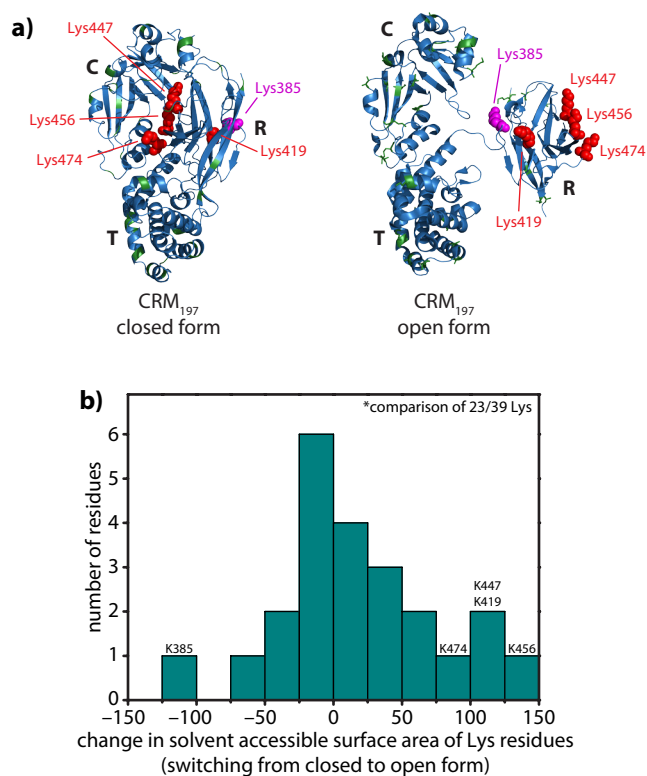 a)
Lys447
C
Lys385
Lys456
R
Lys474
Lys419
T
CRM197
closed form
C
Lys385
Lys447
Lys456
Lys474
R
Lys419
T
CRM197
open form
b)
*comparison of 23/39 Lys
number of residues
6
5
4
3
2
1
0
K385
K474
K447
K419
K456
−150
−100
−50
0
50
100
150
change in solvent accessible surface area of Lys residues
(switching from closed to open form)